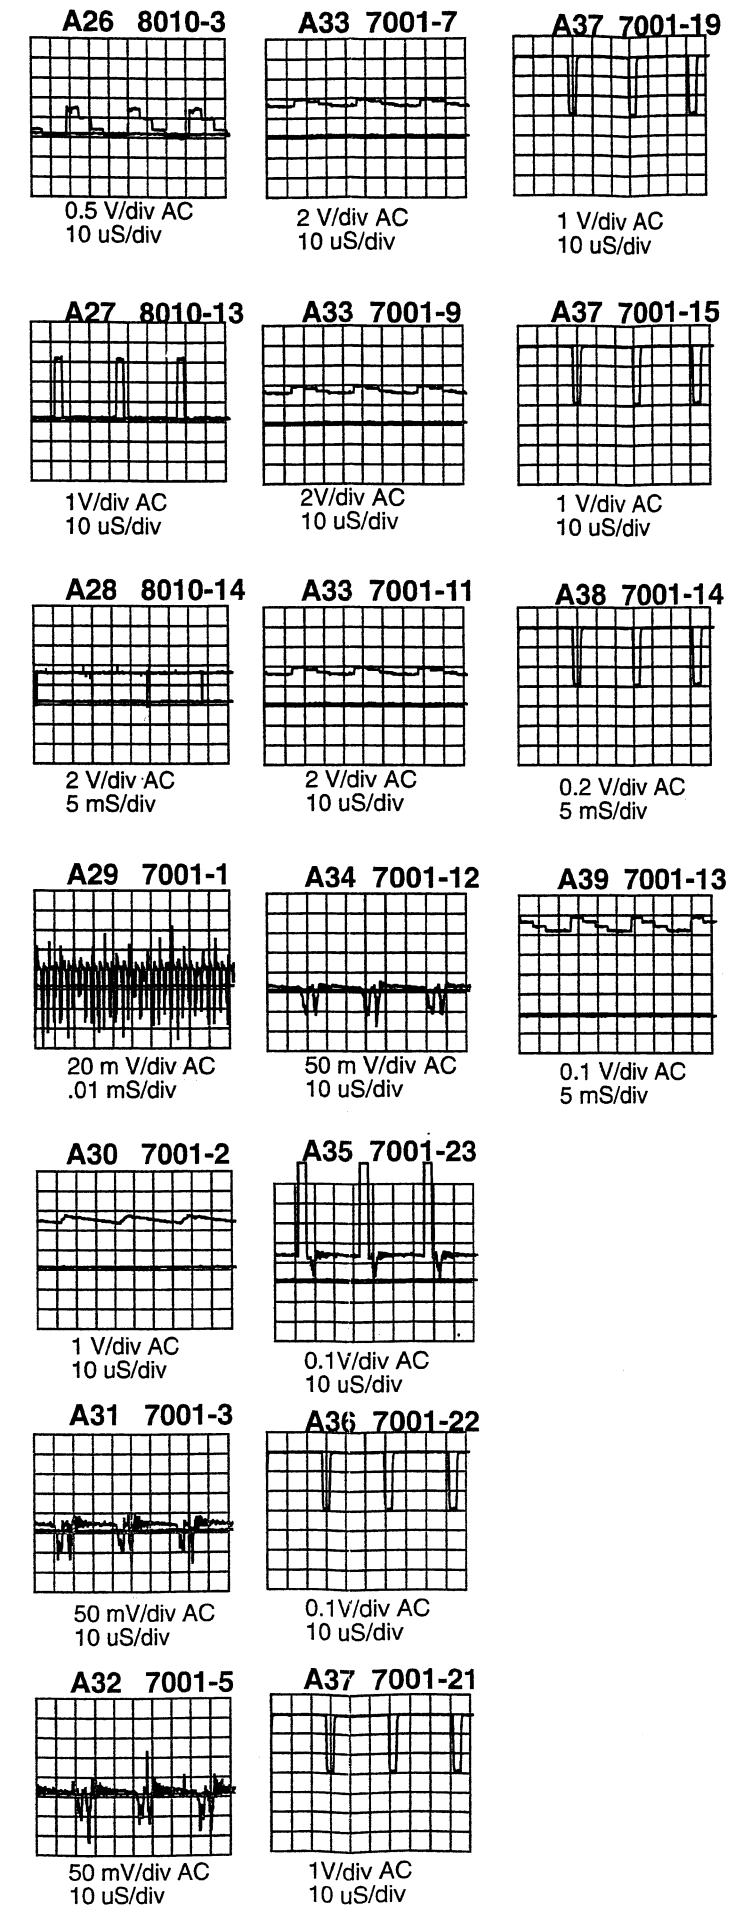 A26 8010-3
0.5 V/div AC
10 uS/div
A33 7001-7
2 V/div AC
10 uS/div
A37 7001-19
1 V/div AC
10 uS/div
A27 8010-13
1V/div AC
10 uS/div
A33 7001-9
2V/div AC
10 uS/div
A37 7001-15
1 V/div AC
10 uS/div
A28 8010-14
2 V/div AC
5 mS/div
A33 7001-11
2 V/div AC
10 uS/div
A38 7001-14
0.2 V/div AC
5 mS/div
A29 7001-1
20 m V/div AC
.01 mS/div
A34 7001-12
50 m V/div AC
10 uS/div
A39 7001-13
0.1 V/div AC
5 mS/div
A30 7001-2
1 V/div AC
10 uS/div
A35 7001-23
0.1V/div AC
10 uS/div
A31 7001-3
50 mV/div AC
10 uS/div
A36 7001-22
0.1V/div AC
10 uS/div
A32 7001-5
50 mV/div AC
10 uS/div
A37 7001-21
1V/div AC
10 uS/div